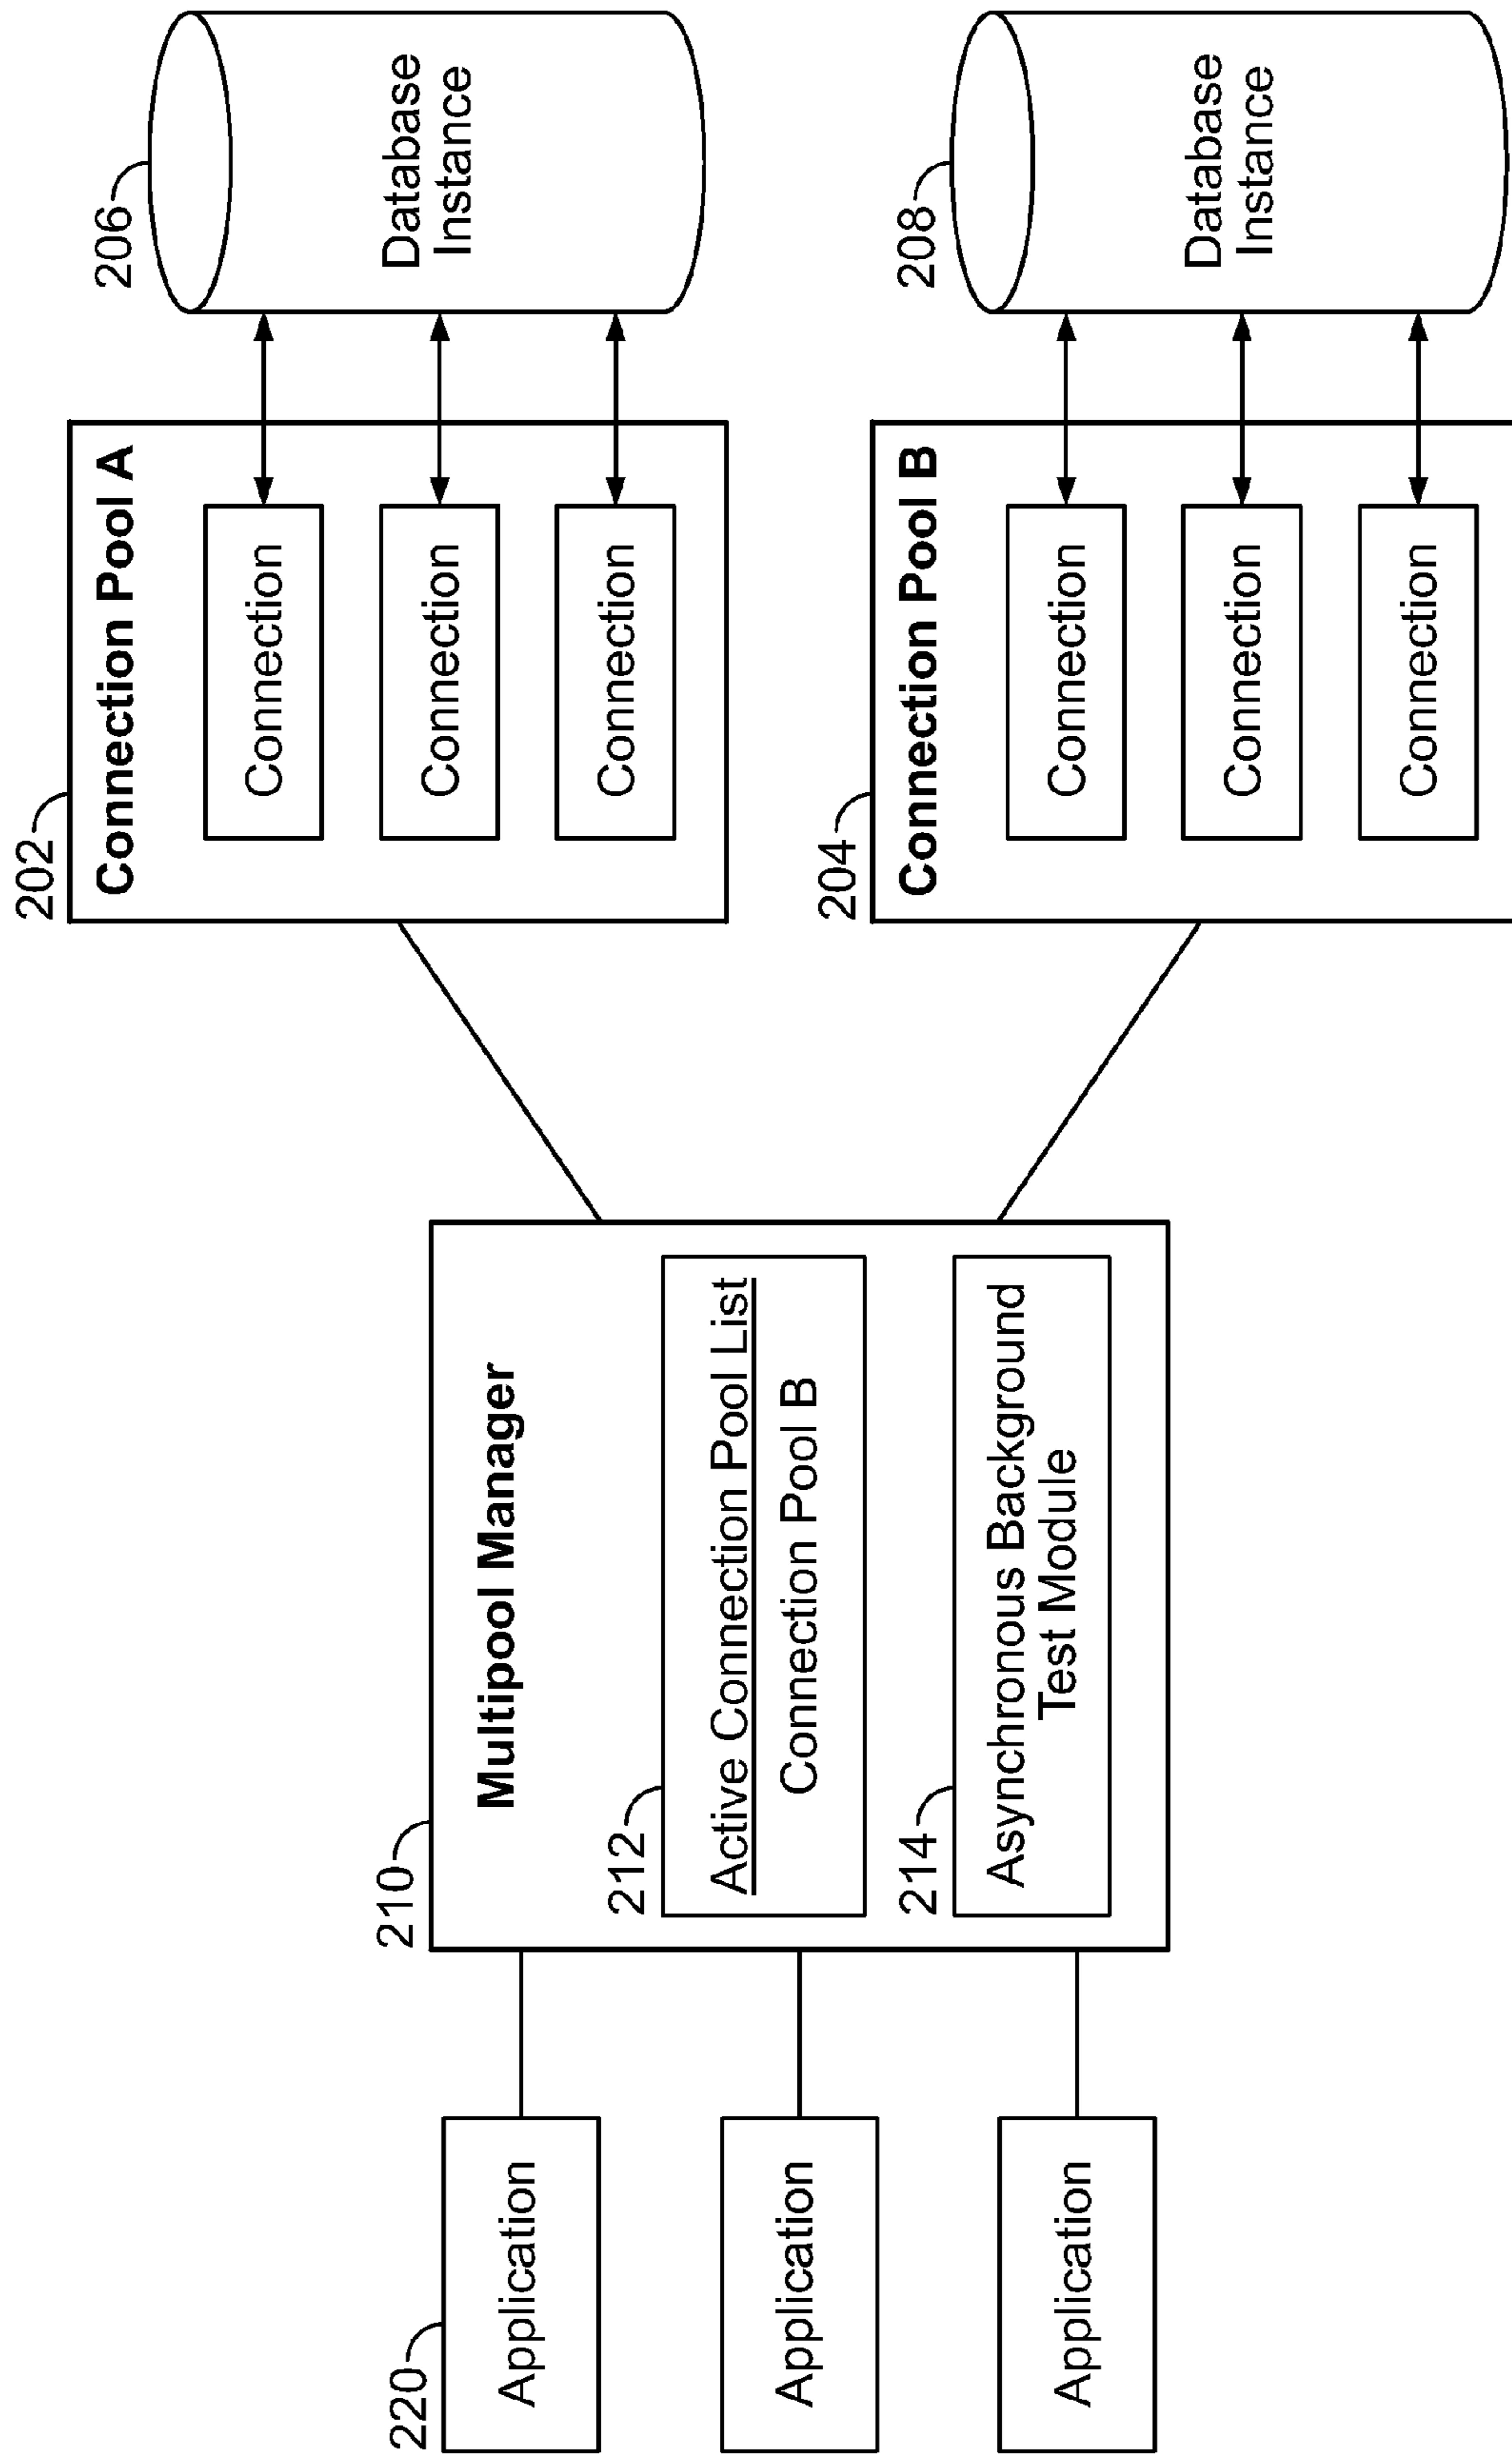 220
Application
Application
Application
210
Multipool Manager
212
Active Connection Pool List
Connection Pool B
214
Asynchronous Background
Test Module
202
Connection Pool A
Connection
Connection
Connection
206
Database
Instance
204
Connection Pool B
Connection
Connection
Connection
208
Database
Instance